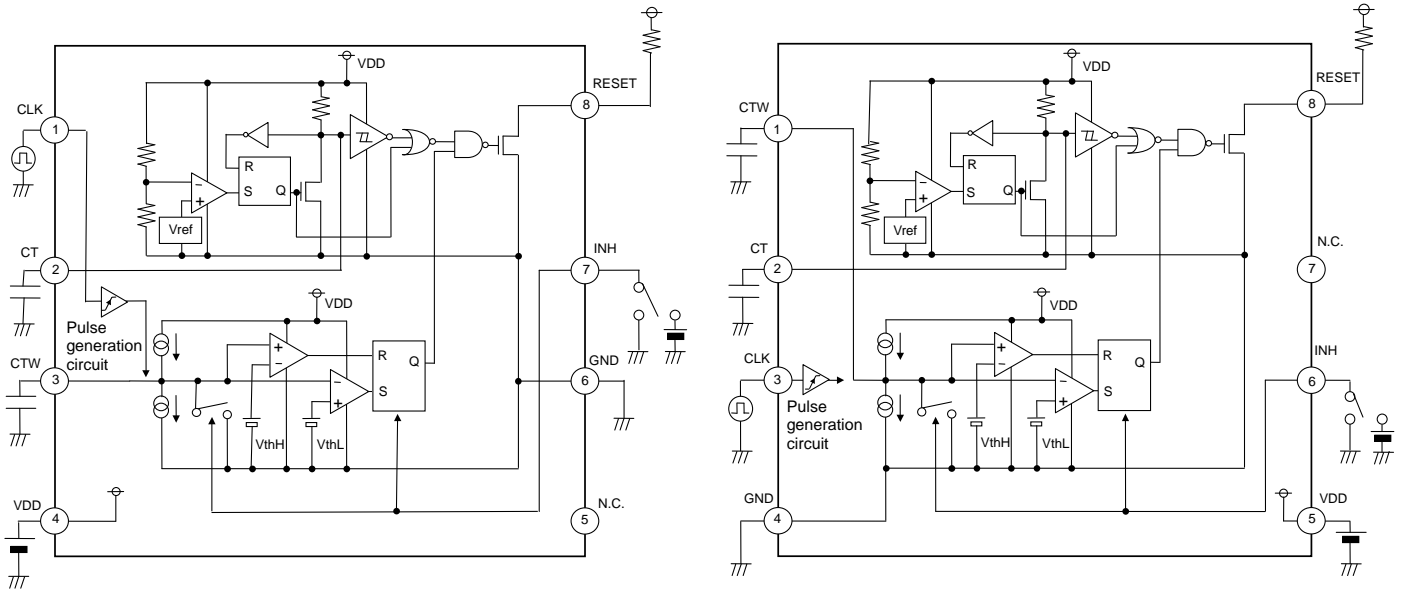 VDD
RESET
8
CLK
1
R
S
Q
−
+
Vref
CT
2
INH
7
VDD
Pulse
generation
circuit
CTW
3
+
−
R
Q
−
+
S
GND
6
VthH
VthL
VDD
4
N.C.
5
VDD
RESET
8
CTW
1
R
S
Q
−
+
Vref
N.C.
7
CT
2
VDD
CLK
3
Pulse
generation
circuit
+
−
R
Q
−
+
S
INH
6
VthH
VthL
GND
4
VDD
5